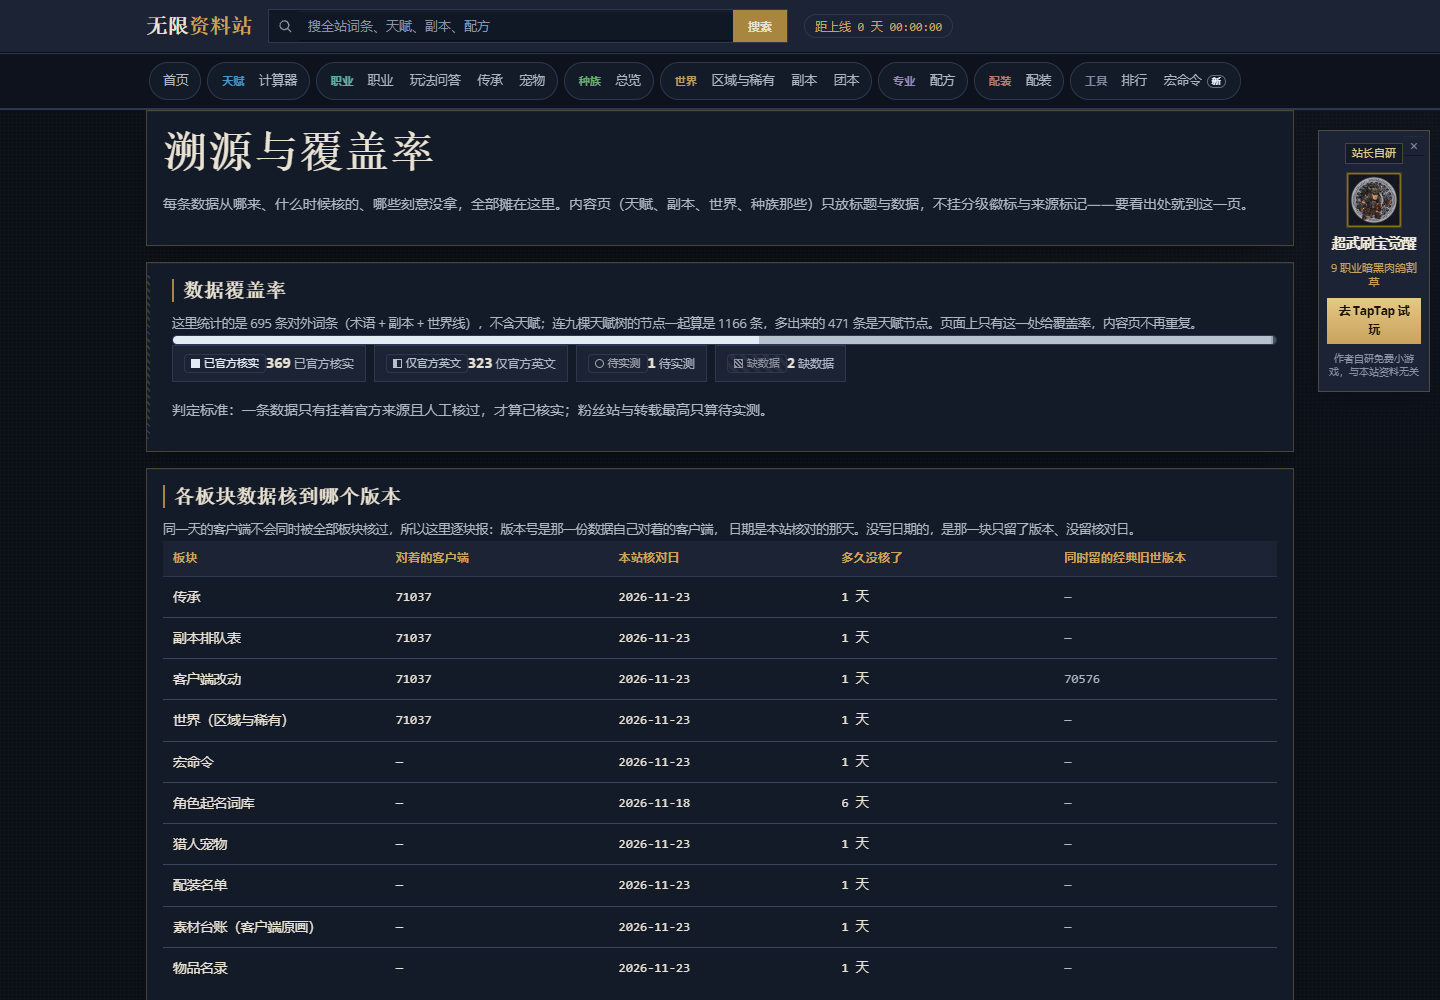 无限资料站
搜全站词条、天赋、副本、配方
搜索
距上线 0 天 00:00:00
首页
天赋 计算器
职业 职业 玩法问答 传承 宠物
种族 总览
世界 区域与稀有 副本 团本
专业 配方
配装 配装
工具 排行 宏命令 新
溯源与覆盖率
每条数据从哪来、什么时候核的、哪些刻意没拿，全部摊在这里。内容页（天赋、副本、世界、种族那些）只放标题与数据，不挂分级徽标与来源标记——要看出处就到这一页。
站长自研
×
超武刷宝觉醒
9 职业暗黑肉鸽割
草
去 TapTap 试
玩
作者自研免费小游
戏，与本站资料无关
数据覆盖率
这里统计的是 695 条对外词条（术语 + 副本 + 世界线），不含天赋；连九棵天赋树的节点一起算是 1166 条，多出来的 471 条是天赋节点。页面上只有这一处给覆盖率，内容页不再重复。
已官方核实 369 已官方核实
仅官方英文 323 仅官方英文
待实测 1 待实测
缺数据 2 缺数据
判定标准：一条数据只有挂着官方来源且人工核过，才算已核实；粉丝站与转载最高只算待实测。
各板块数据核到哪个版本
同一天的客户端不会同时被全部板块核过，所以这里逐块报：版本号是那一份数据自己对着的客户端， 日期是本站核对的那天。没写日期的，是那一块只留了版本、没留核对日。
板块 对着的客户端 本站核对日 多久没核了 同时留的经典旧世版本
传承 71037 2026-11-23 1 天 —
副本排队表 71037 2026-11-23 1 天 —
客户端改动 71037 2026-11-23 1 天 70576
世界（区域与稀有） 71037 2026-11-23 1 天 —
宏命令 — 2026-11-23 1 天 —
角色起名词库 — 2026-11-18 6 天 —
猎人宠物 — 2026-11-23 1 天 —
配装名单 — 2026-11-23 1 天 —
素材台账（客户端原画） — 2026-11-23 1 天 —
物品名录 — 2026-11-23 1 天 —